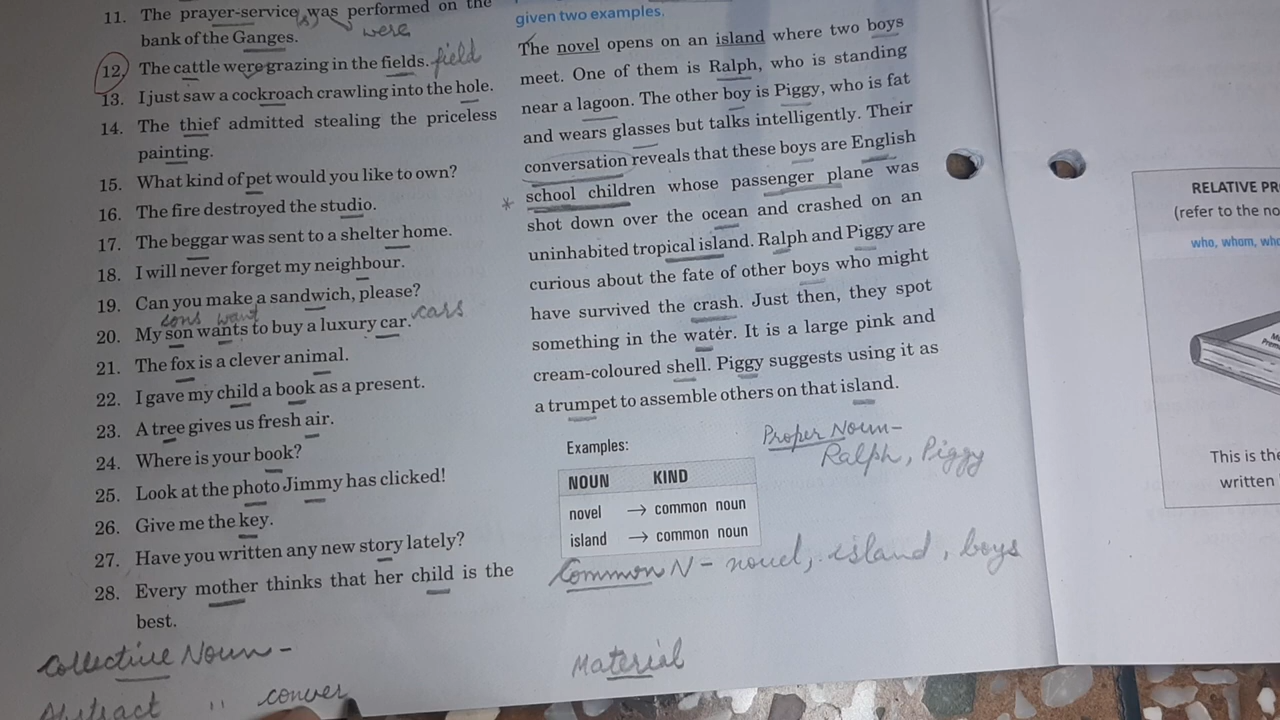 11. The prayer-service was performed on the
were
bank of the Ganges.
12. The cattle were grazing in the fields. field
13. I just saw a cockroach crawling into the hole.
14. The thief admitted stealing the priceless
painting.
15. What kind of pet would you like to own?
16. The fire destroyed the studio.
17. The beggar was sent to a shelter home.
18. I will never forget my neighbour.
19. Can you make a sandwich, please?
sons want cars
20. My son wants to buy a luxury car.
21. The fox is a clever animal.
22. I gave my child a book as a present.
23. A tree gives us fresh air.
24. Where is your book?
25. Look at the photo Jimmy has clicked!
26. Give me the key.
27. Have you written any new story lately?
28. Every mother thinks that her child is the
best.
Collective Noun -
Abstract " conver
given two examples.
The novel opens on an island where two boys
meet. One of them is Ralph, who is standing
near a lagoon. The other boy is Piggy, who is fat
and wears glasses but talks intelligently. Their
conversation reveals that these boys are English
* school children whose passenger plane was
shot down over the ocean and crashed on an
uninhabited tropical island. Ralph and Piggy are
curious about the fate of other boys who might
have survived the crash. Just then, they spot
something in the water. It is a large pink and
cream-coloured shell. Piggy suggests using it as
a trumpet to assemble others on that island.
Examples:
NOUN KIND
novel → common noun
island → common noun
Proper Noun -
Ralph, Piggy
Common N - novel, island, boys
Material
RELATIVE PR
(refer to the no
who, whom, who
This is the
written